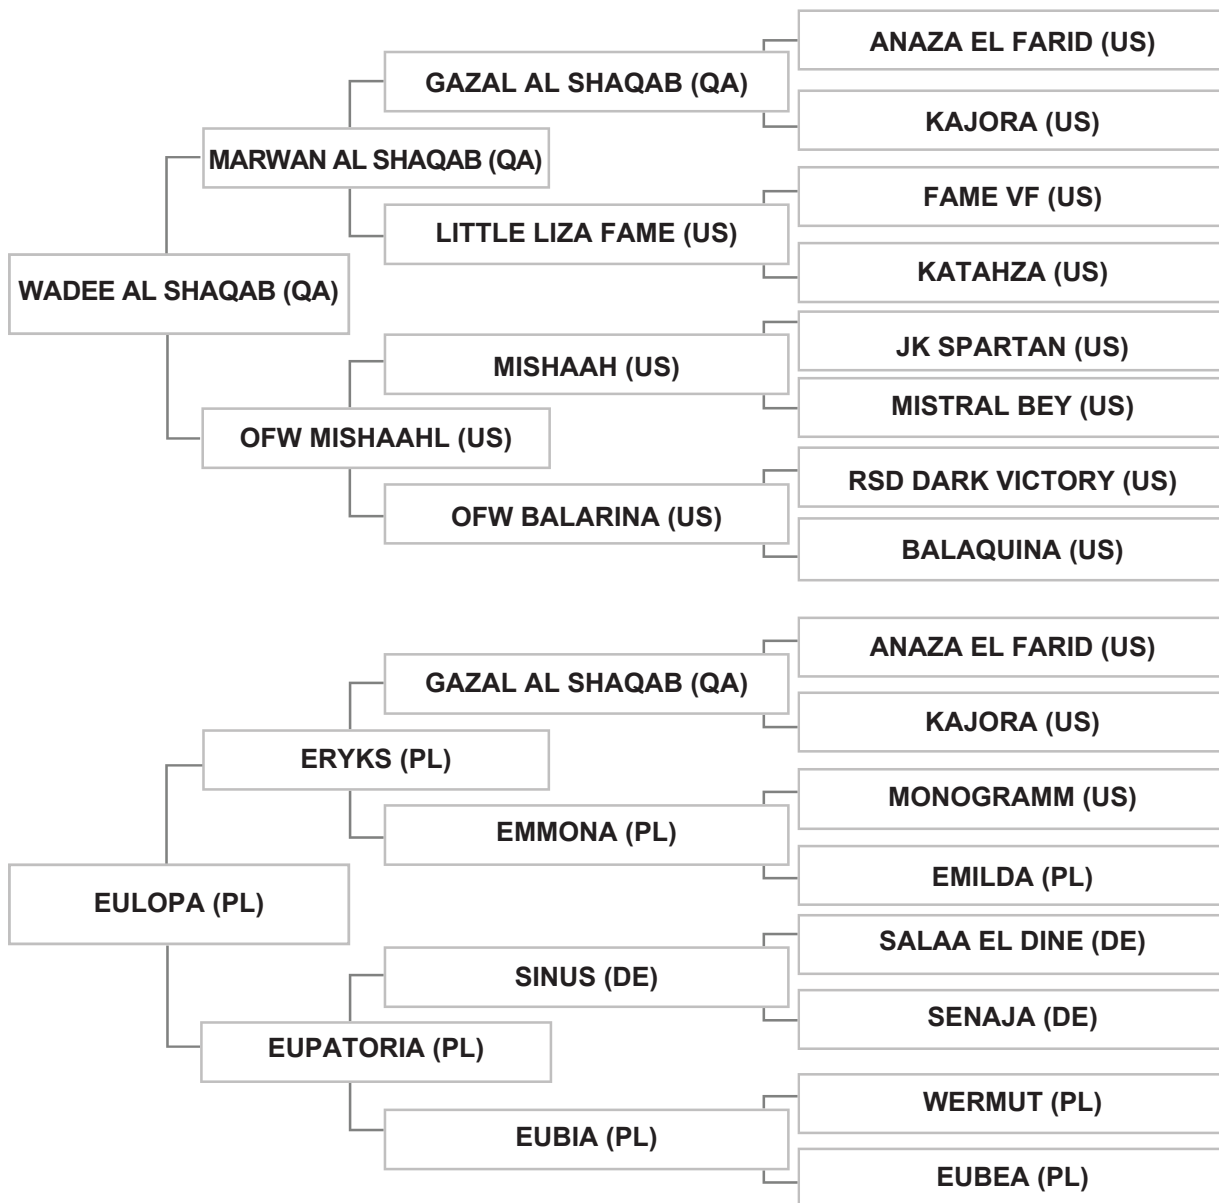 ANAZA EL FARID (US)
GAZAL AL SHAQAB (QA)
KAJORA (US)
MARWAN AL SHAQAB (QA)
FAME VF (US)
LITTLE LIZA FAME (US)
KATAHZA (US)
WADEE AL SHAQAB (QA)
JK SPARTAN (US)
MISHAAH (US)
MISTRAL BEY (US)
OFW MISHAAHL (US)
RSD DARK VICTORY (US)
OFW BALARINA (US)
BALAQUINA (US)
ANAZA EL FARID (US)
GAZAL AL SHAQAB (QA)
KAJORA (US)
ERYKS (PL)
MONOGRAMM (US)
EMMONA (PL)
EMILDA (PL)
EULOPA (PL)
SALAA EL DINE (DE)
SINUS (DE)
SENAJA (DE)
EUPATORIA (PL)
WERMUT (PL)
EUBIA (PL)
EUBEA (PL)